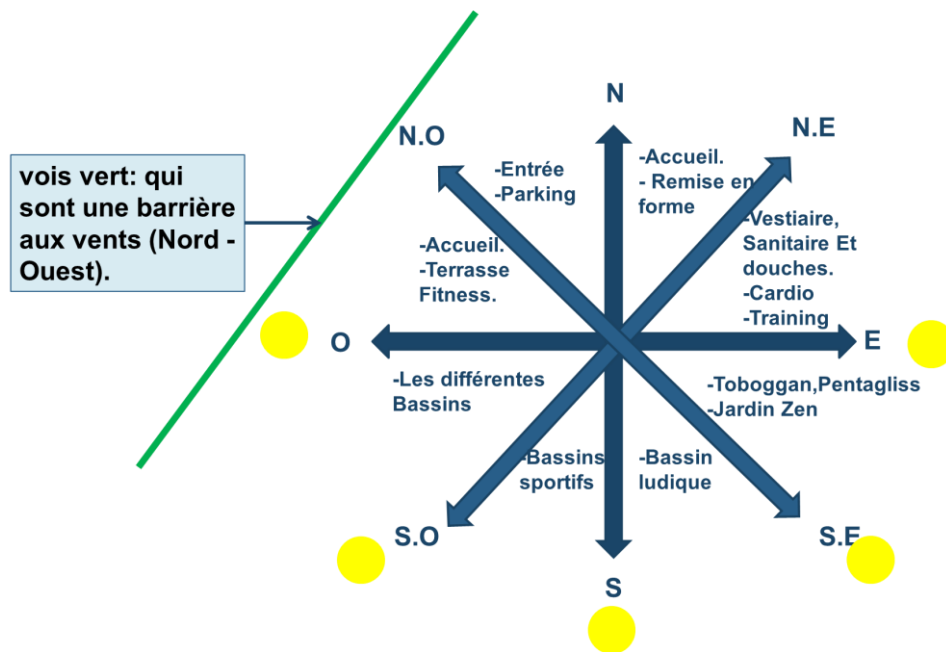 N
N.O
N.E
vois vert: qui
sont une barrière
aux vents (Nord -
Ouest).
-Entrée
-Parking
-Accueil.
- Remise en
forme
-Accueil.
-Terrasse
Fitness.
-Vestiaire,
Sanitaire Et
douches.
-Cardio
-Training
O
E
-Les différentes
Bassins
-Toboggan,Pentagliss
-Jardin Zen
-Bassins
sportifs
-Bassin
ludique
S.O
S.E
S